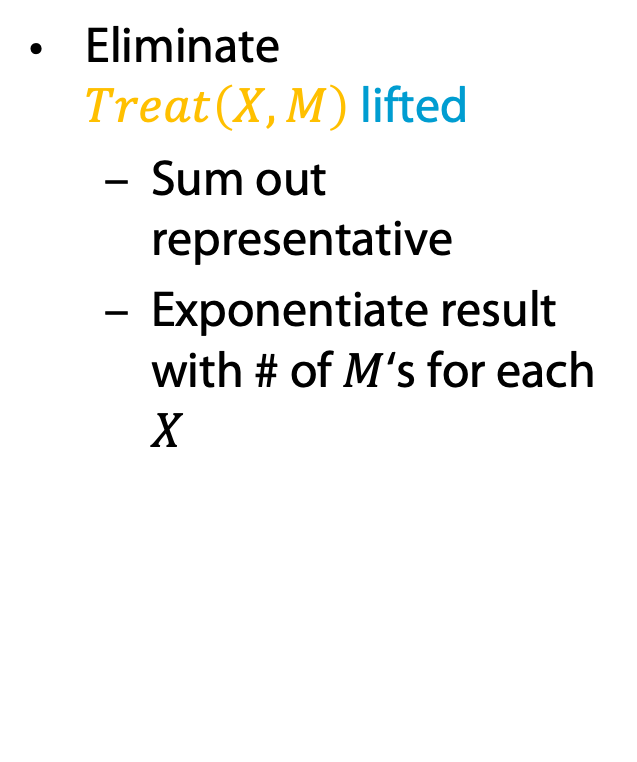 • Eliminate
Treat(X, M) lifted
– Sum out
representative
– Exponentiate result
with # of M‘s for each
X